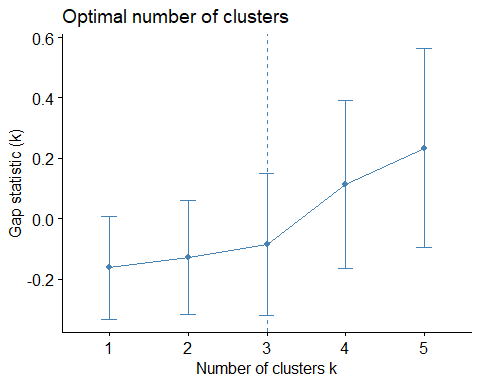 Optimal number of clusters
Gap statistic (k)
0.6
0.4
0.2
0.0
-0.2
1 2 3 4 5
Number of clusters k